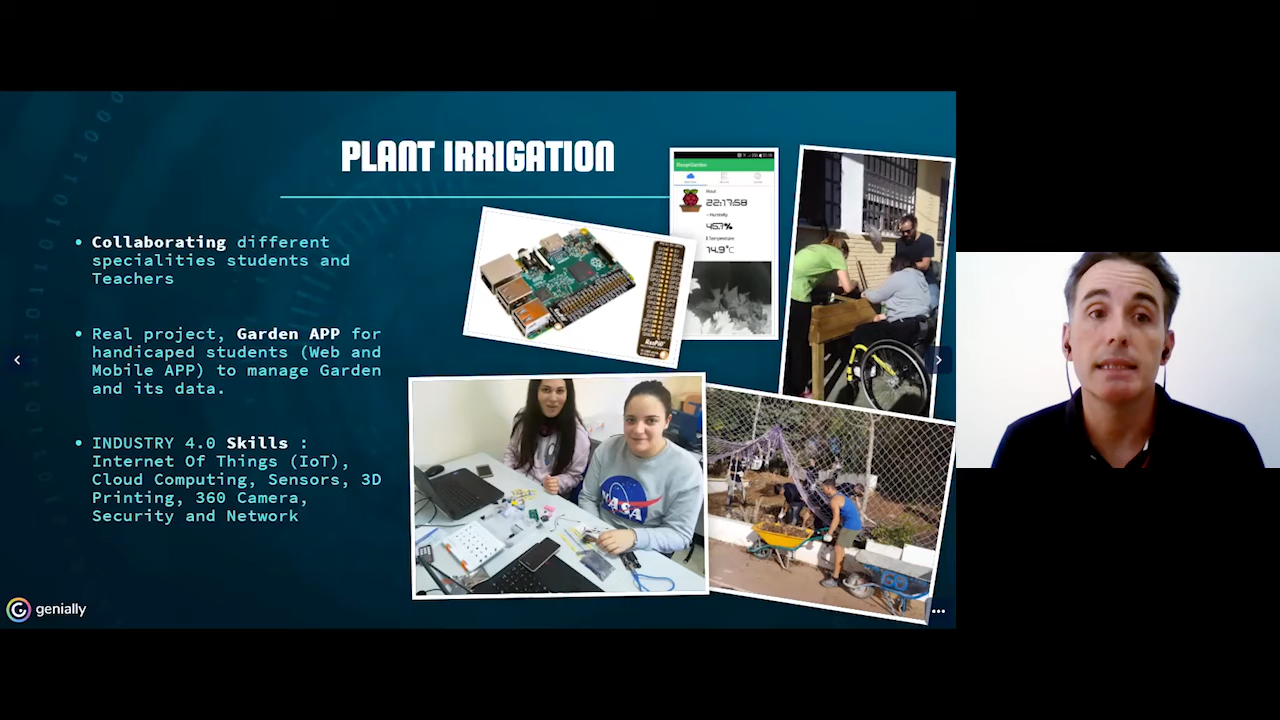 PLANT IRRIGATION
• Collaborating different
specialities students and
Teachers
• Real project, Garden APP for
handicaped students (Web and
Mobile APP) to manage Garden
and its data.
• INDUSTRY 4.0 Skills :
Internet Of Things (IoT),
Cloud Computing, Sensors, 3D
Printing, 360 Camera,
Security and Network
22:17:58
45.7%
14.9°C
RasPiO
NASA
genially